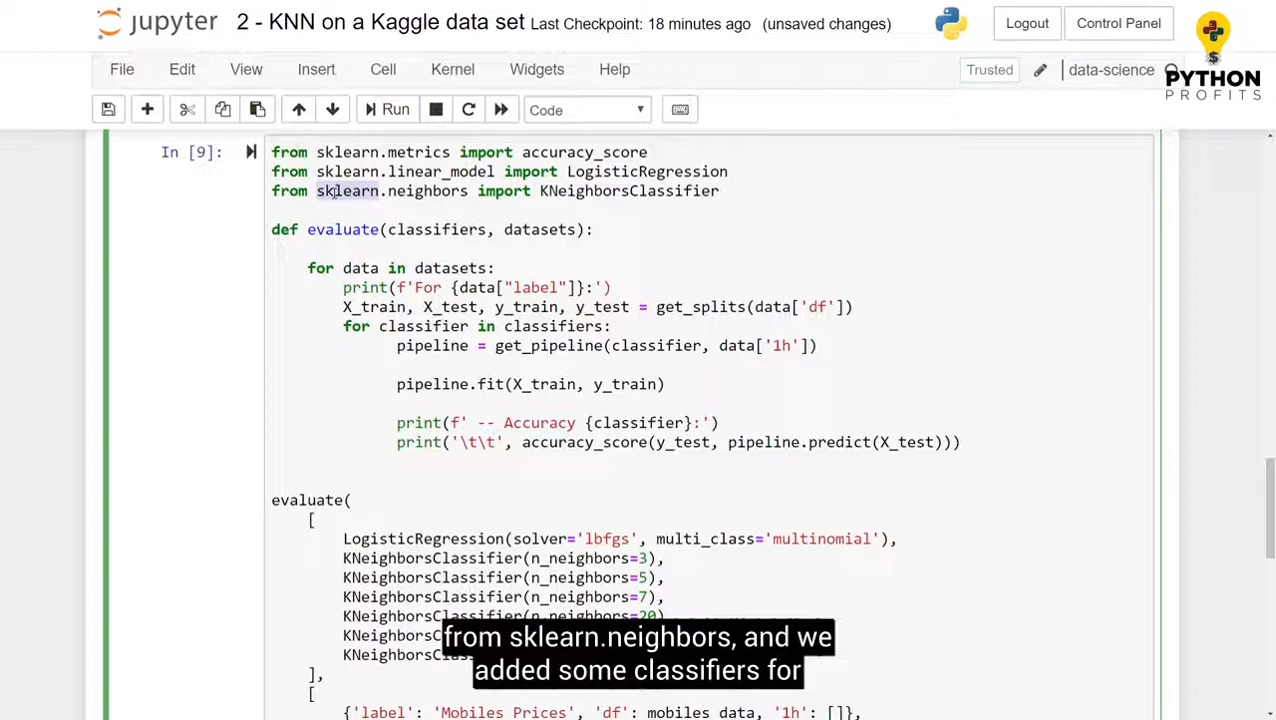 jupyter 2 - KNN on a Kaggle data set Last Checkpoint: 18 minutes ago (unsaved changes) Logout Control Panel
File Edit View Insert Cell Kernel Widgets Help Trusted data-science
PYTHON
PROFITS
Run Code
In [9]: from sklearn.metrics import accuracy_score
from sklearn.linear_model import LogisticRegression
from sklearn.neighbors import KNeighborsClassifier
def evaluate(classifiers, datasets):
for data in datasets:
print(f'For {data["label"]}:')
X_train, X_test, y_train, y_test = get_splits(data['df'])
for classifier in classifiers:
pipeline = get_pipeline(classifier, data['1h'])
pipeline.fit(X_train, y_train)
print(f' -- Accuracy {classifier}:')
print('\t\t', accuracy_score(y_test, pipeline.predict(X_test)))
evaluate(
[
LogisticRegression(solver='lbfgs', multi_class='multinomial'),
KNeighborsClassifier(n_neighbors=3),
KNeighborsClassifier(n_neighbors=5),
KNeighborsClassifier(n_neighbors=7),
KNeighborsClassifier(n_neighbors=20)
from sklearn.neighbors, and we
added some classifiers for
],
[
{'label': 'Mobiles Prices', 'df': mobiles_data, '1h': []},